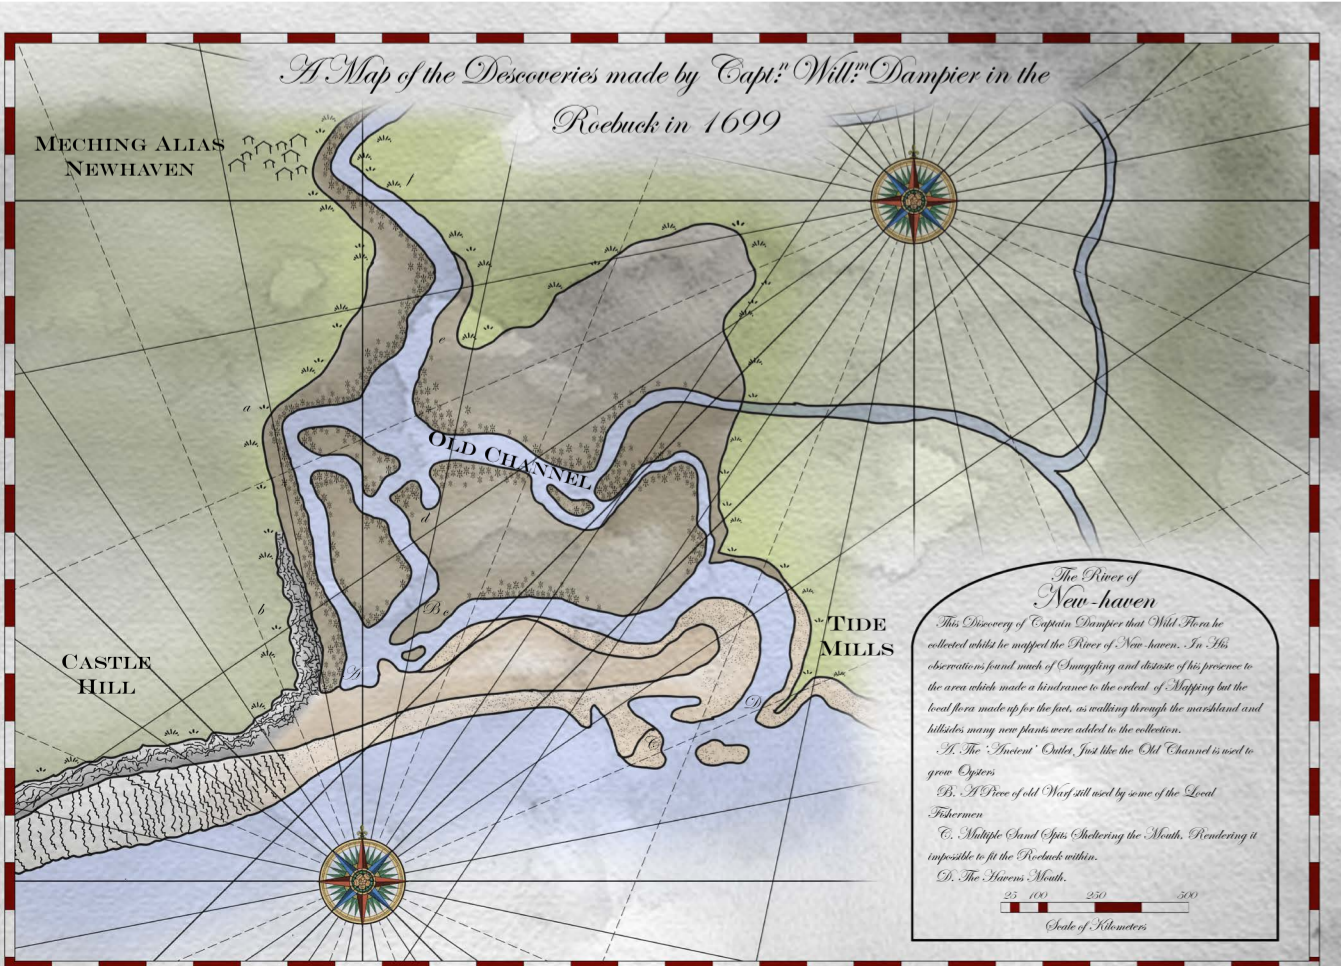 A Map of the Descoveries made by Capt:ⁿ Will:ᵐ Dampier in the
Roebuck in 1699
MECHING ALIAS
NEWHAVEN
f
e
a
OLD CHANNEL
d
b
B c
A
CASTLE
HILL
TIDE
MILLS
D
C
The River of
New-haven
This Discovery of Captain Dampier that Wild Flora he
collected whilst he mapped the River of New-haven. In His
observations found much of Smuggling and distaste of his presence to
the area which made a hindrance to the ordeal of Mapping but the
local flora made up for the fact, as walking through the marshland and
hillsides many new plants were added to the collection.
A. The 'Ancient' Outlet Just like the Old Channel is used to
grow Oysters
B. A Piece of old Warf still used by some of the Local
Fishermen
C. Multiple Sand Spits Sheltering the Mouth, Rendering it
impossible to fit the Roebuck within.
D. The Havens Mouth.
25 100 250 500
Scale of Kilometers